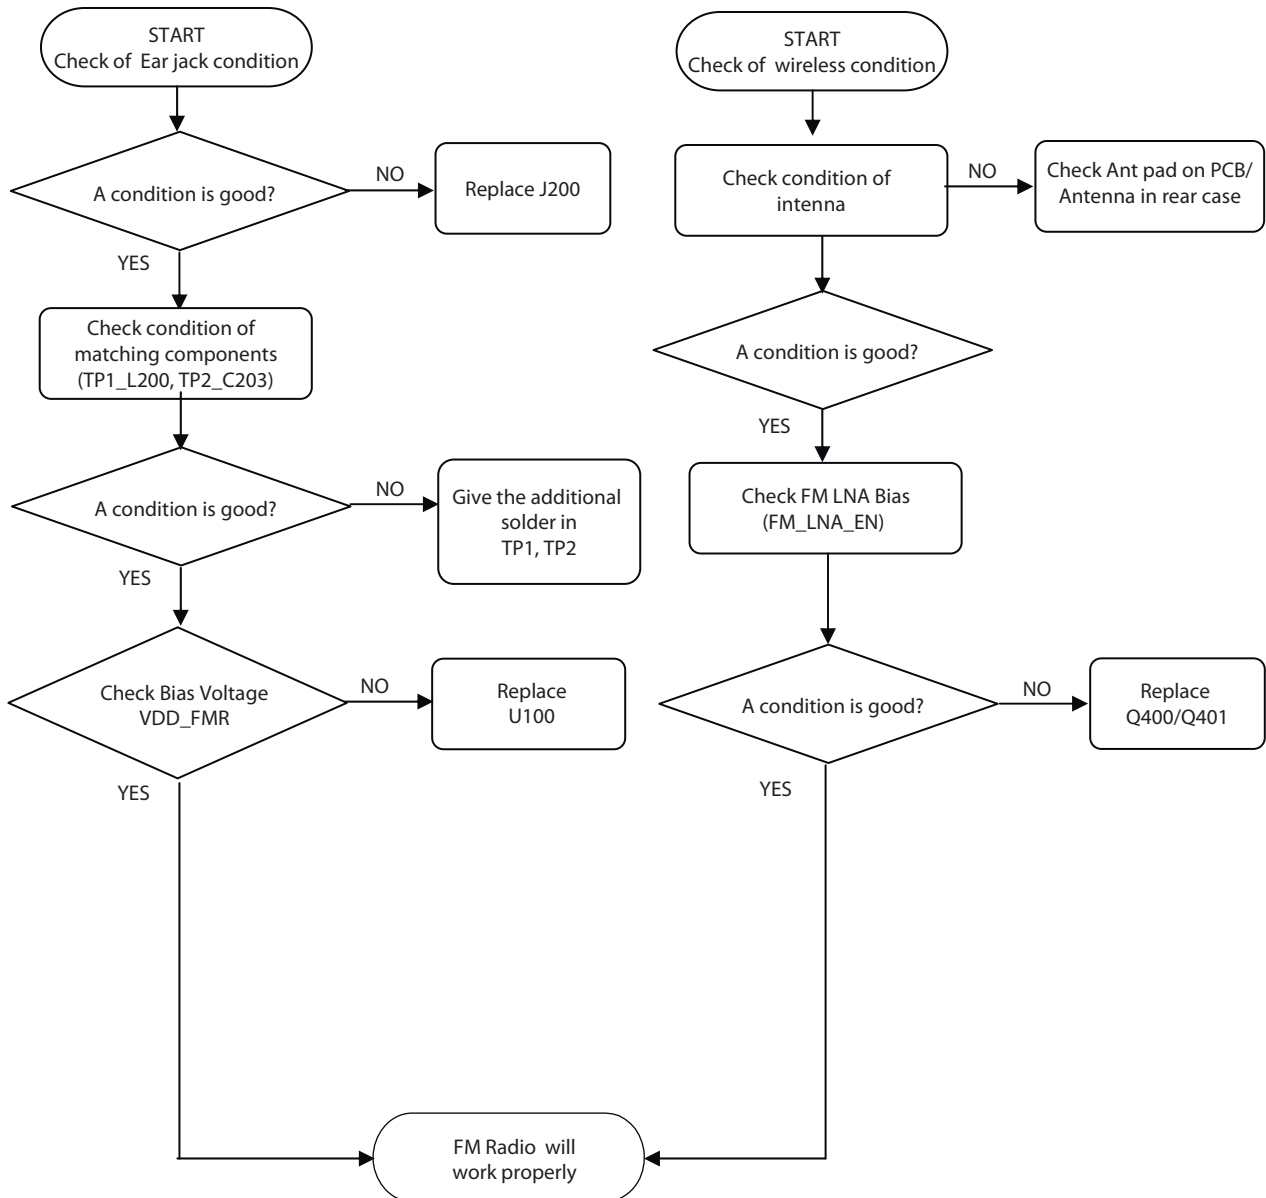 START
Check of Ear jack condition
A condition is good?
NO
Replace J200
YES
Check condition of
matching components
(TP1_L200, TP2_C203)
A condition is good?
NO
Give the additional
solder in
TP1, TP2
YES
Check Bias Voltage
VDD_FMR
NO
Replace
U100
YES
START
Check of wireless condition
Check condition of
intenna
NO
Check Ant pad on PCB/
Antenna in rear case
A condition is good?
YES
Check FM LNA Bias
(FM_LNA_EN)
A condition is good?
NO
Replace
Q400/Q401
YES
FM Radio will
work properly